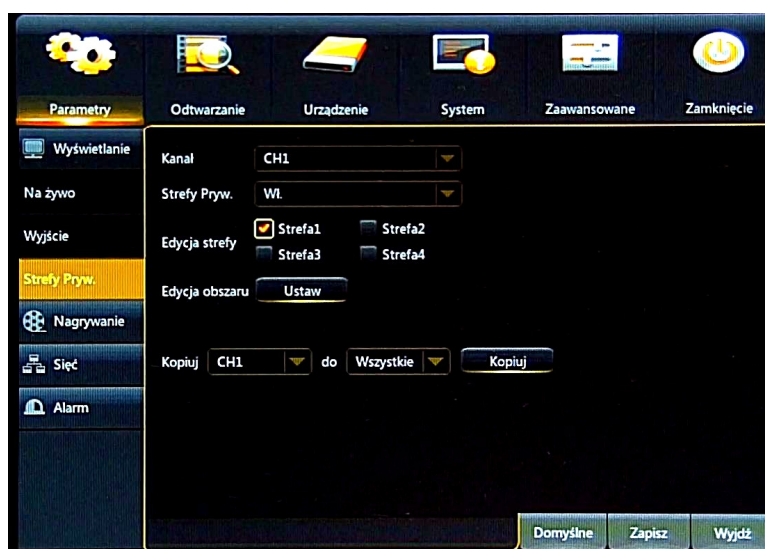 Parametry Odtwarzanie Urządzenie System Zaawansowane Zamknięcie
Wyświetlanie
Na żywo
Wyjście
Strefy Pryw.
Nagrywanie
Sięć
Alarm
Kanał CH1
Strefy Pryw. Wł.
Edycja strefy Strefa1 Strefa2
Strefa3 Strefa4
Edycja obszaru Ustaw
Kopiuj CH1 do Wszystkie Kopiuj
Domyślne Zapisz Wyjdź